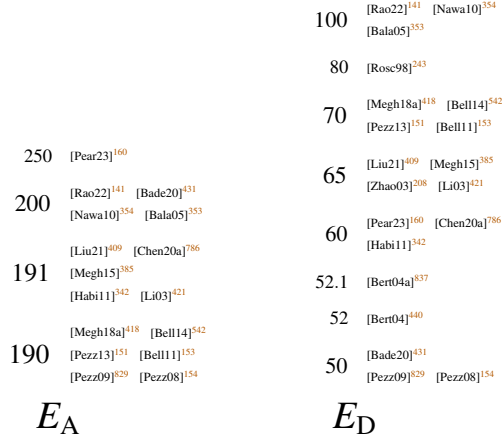 250 [Pear23]160
200 [Rao22]141 [Bade20]431
[Nawa10]354 [Bala05]353
191 [Liu21]409 [Chen20a]786
[Megh15]385
[Habi11]342 [Li03]421
190 [Megh18a]418 [Bell14]542
[Pezz13]151 [Bell11]153
[Pezz09]829 [Pezz08]154
EA
100 [Rao22]141 [Nawa10]354
[Bala05]353
80 [Rosc98]243
70 [Megh18a]418 [Bell14]542
[Pezz13]151 [Bell11]153
65 [Liu21]409 [Megh15]385
[Zhao03]208 [Li03]421
60 [Pear23]160 [Chen20a]786
[Habi11]342
52.1 [Bert04a]837
52 [Bert04]440
50 [Bade20]431
[Pezz09]829 [Pezz08]154
ED